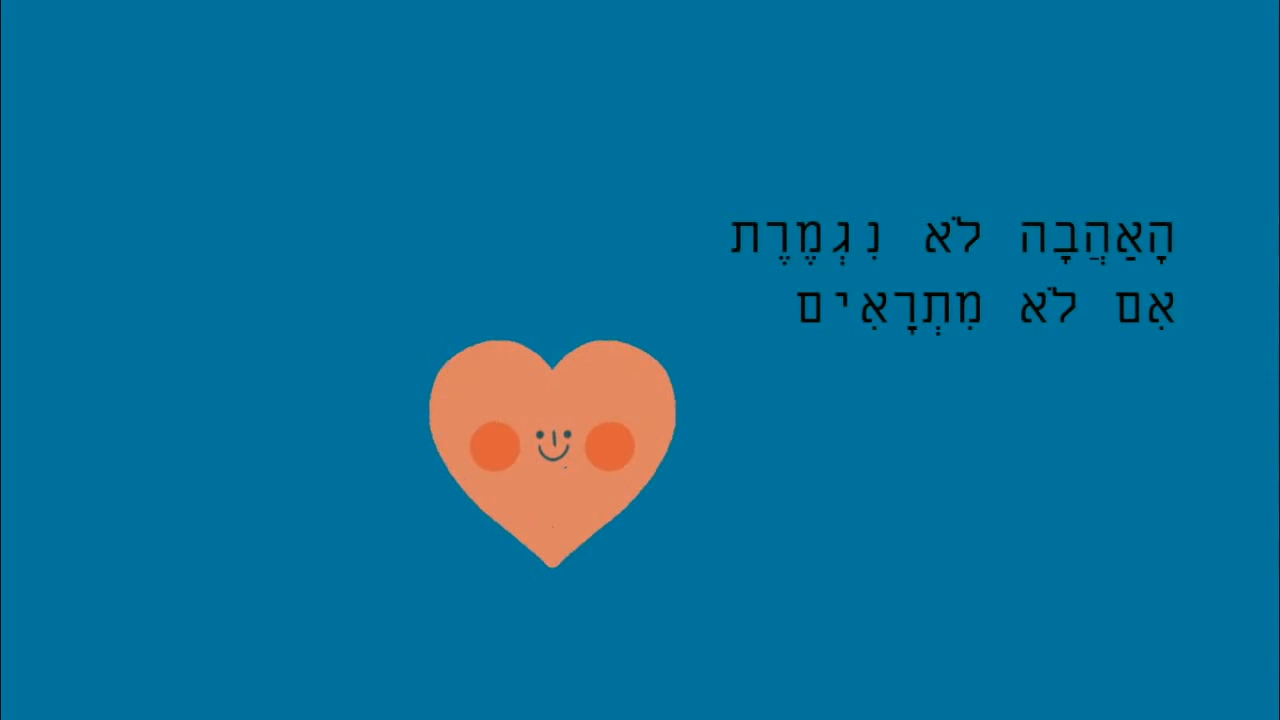 הָאַהֲבָה לֹא נִגְמֶרֶת
אִם לֹא מִתְרָאִים